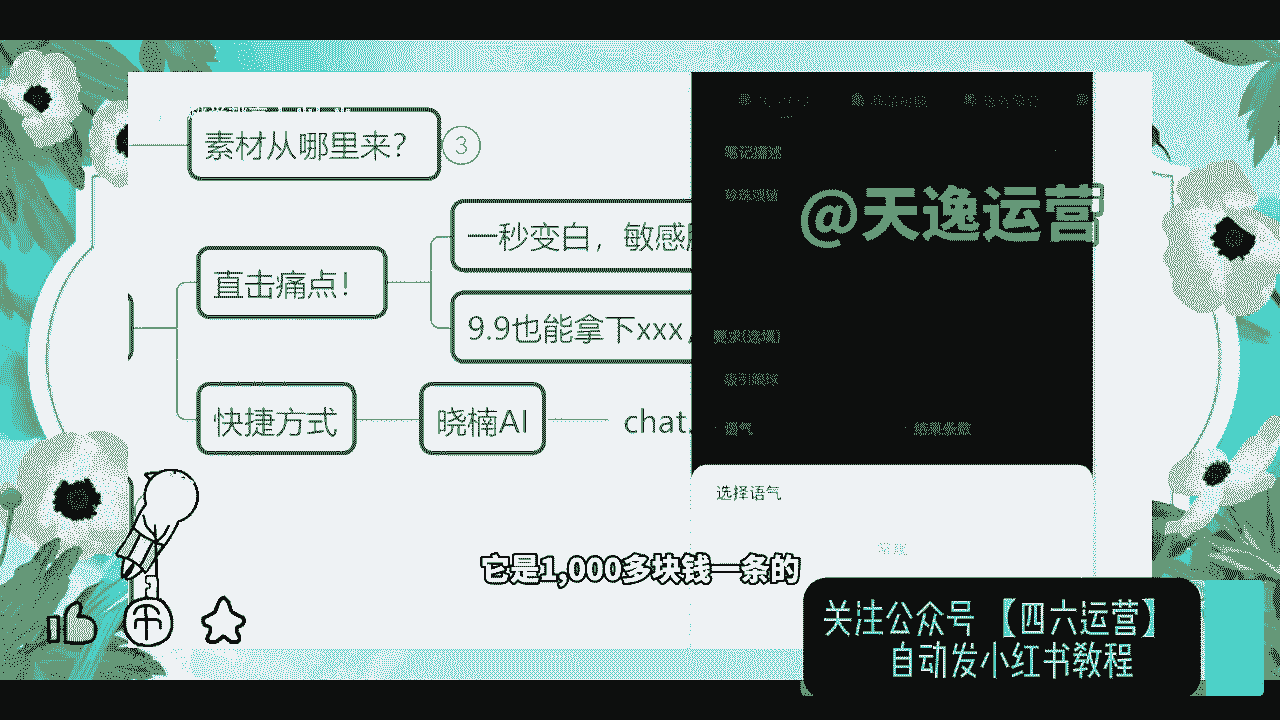 素材从哪里来？
3
一秒变白，敏感
直击痛点！
9.9也能拿下xxx，
快捷方式
晓楠AI
chat.
笔记描述
珍珠项链
@天逸运营
要求(选填)
吸引眼球
语气
结果条数
选择语气
它是1,000多块钱一条的
关注公众号【四六运营】
自动发小红书教程